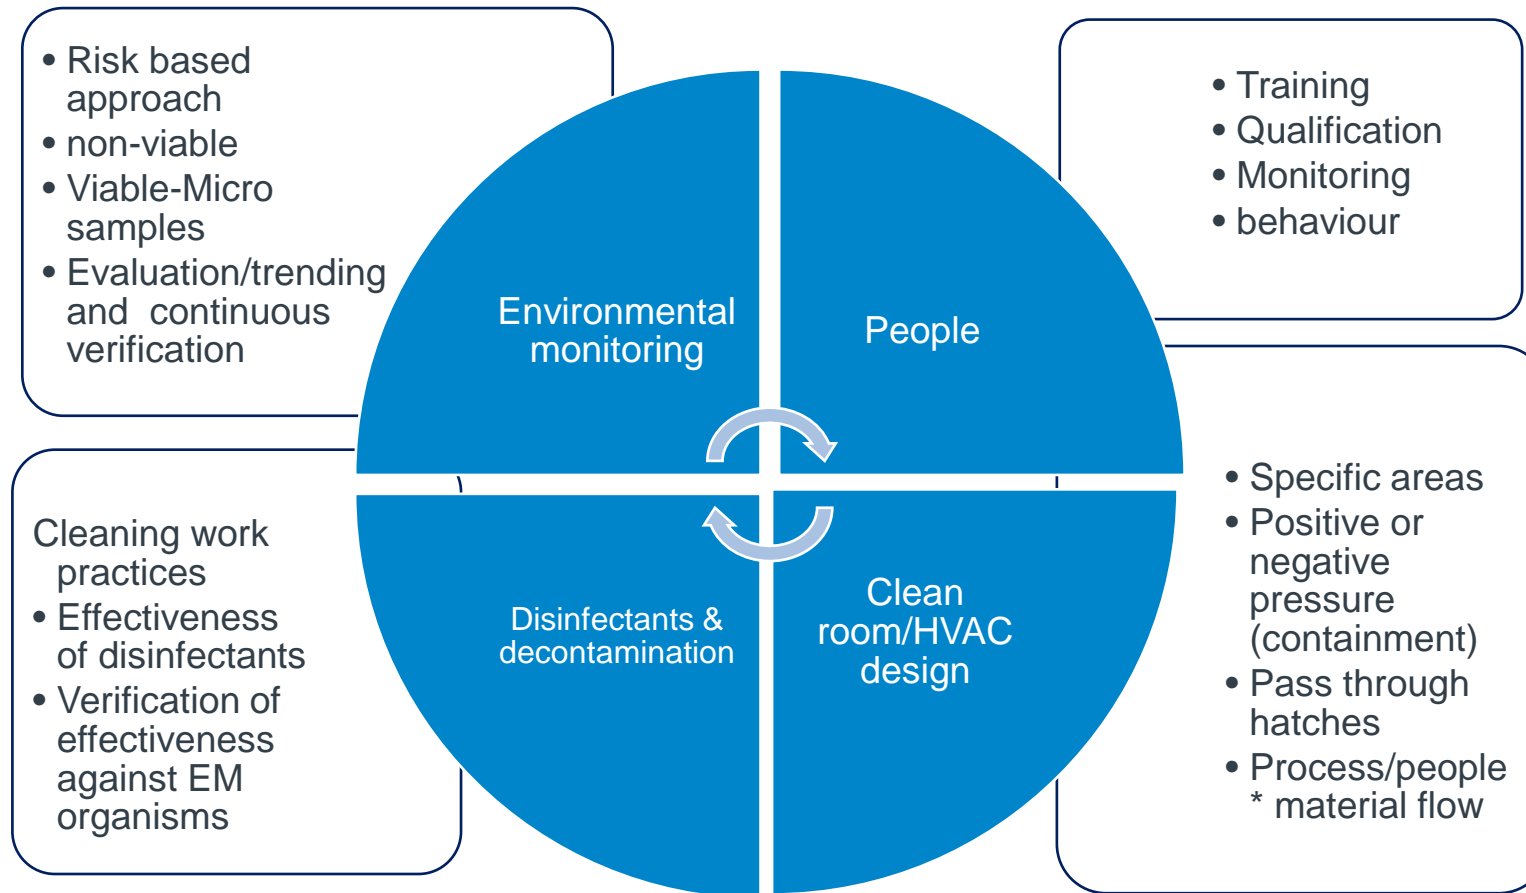 • Risk based
approach
• non-viable
• Viable-Micro
samples
• Evaluation/trending
and continuous
verification
Environmental
monitoring
People
• Training
• Qualification
• Monitoring
• behaviour
Cleaning work
practices
• Effectiveness
of disinfectants
• Verification of
effectiveness
against EM
organisms
Disinfectants &
decontamination
Clean
room/HVAC
design
• Specific areas
• Positive or
negative
pressure
(containment)
• Pass through
hatches
• Process/people
* material flow